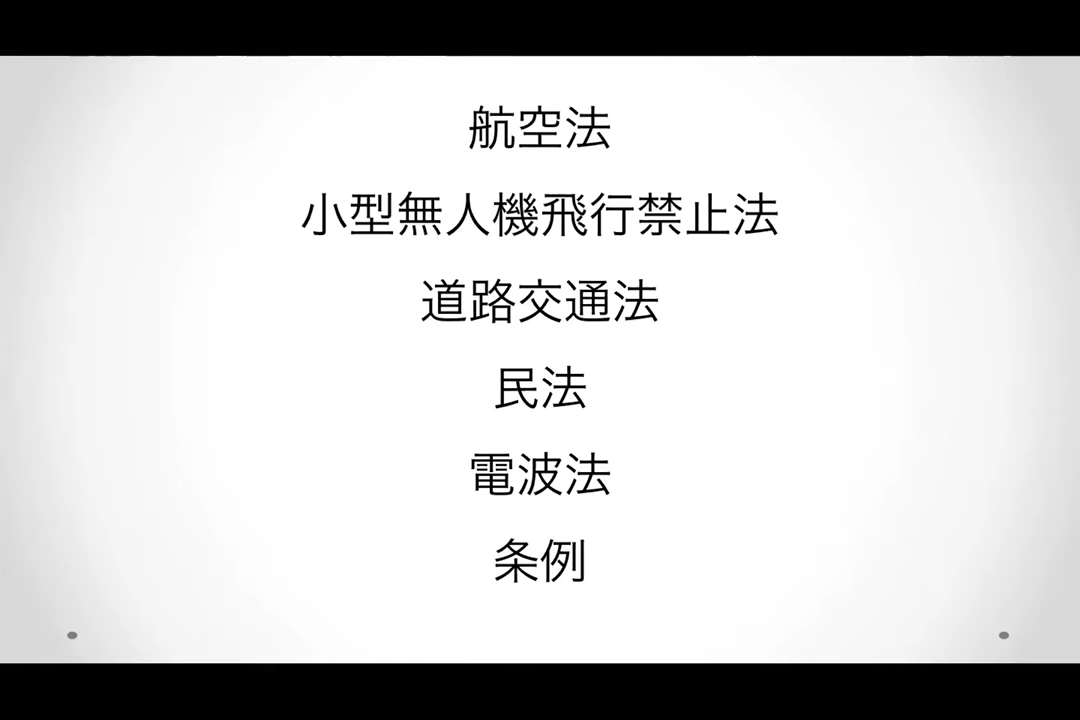 航空法
小型無人機飛行禁止法
道路交通法
民法
電波法
条例